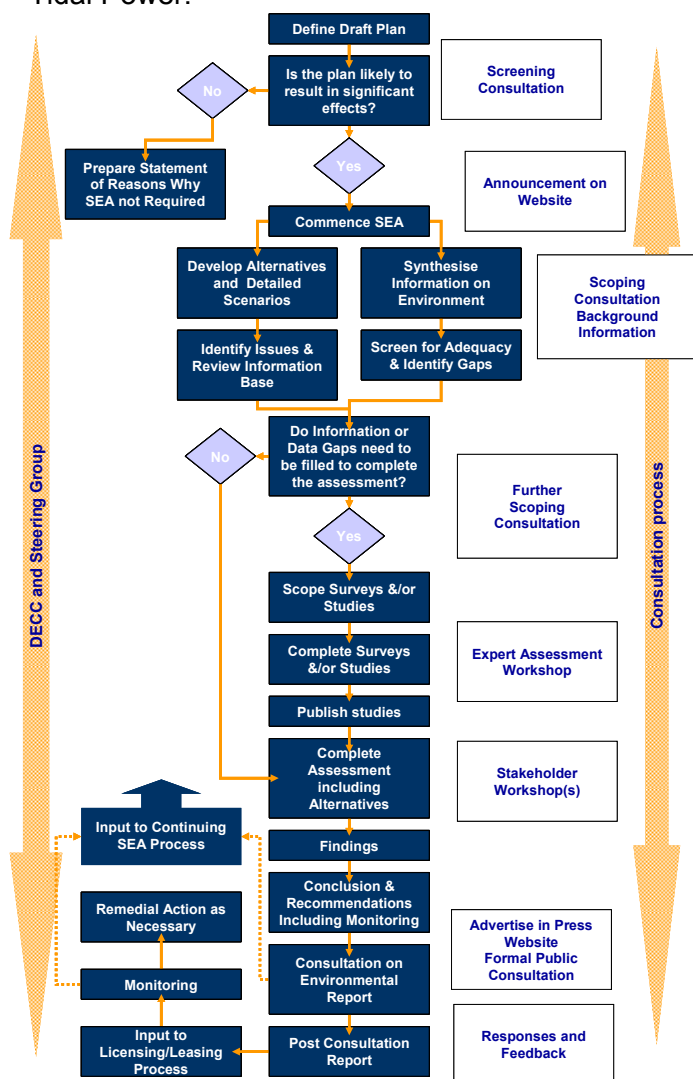 Tidal Power.
Define Draft Plan
Is the plan likely to
result in significant
effects?
Screening
Consultation
No
Yes
Prepare Statement
of Reasons Why
SEA not Required
Announcement on
Website
Commence SEA
Develop Alternatives
and Detailed
Scenarios
Synthesise
Information on
Environment
Scoping
Consultation
Background
Information
Identify Issues &
Review Information
Base
Screen for Adequacy
& Identify Gaps
Do Information or
Data Gaps need to
be filled to complete
the assessment?
No
Yes
Further
Scoping
Consultation
DECC and Steering Group
Consultation process
Scope Surveys &/or
Studies
Complete Surveys
&/or Studies
Expert Assessment
Workshop
Publish studies
Complete
Assessment
including
Alternatives
Stakeholder
Workshop(s)
Input to Continuing
SEA Process
Findings
Conclusion &
Recommendations
Including Monitoring
Remedial Action as
Necessary
Advertise in Press
Website
Formal Public
Consultation
Consultation on
Environmental
Report
Monitoring
Input to
Licensing/Leasing
Process
Post Consultation
Report
Responses and
Feedback